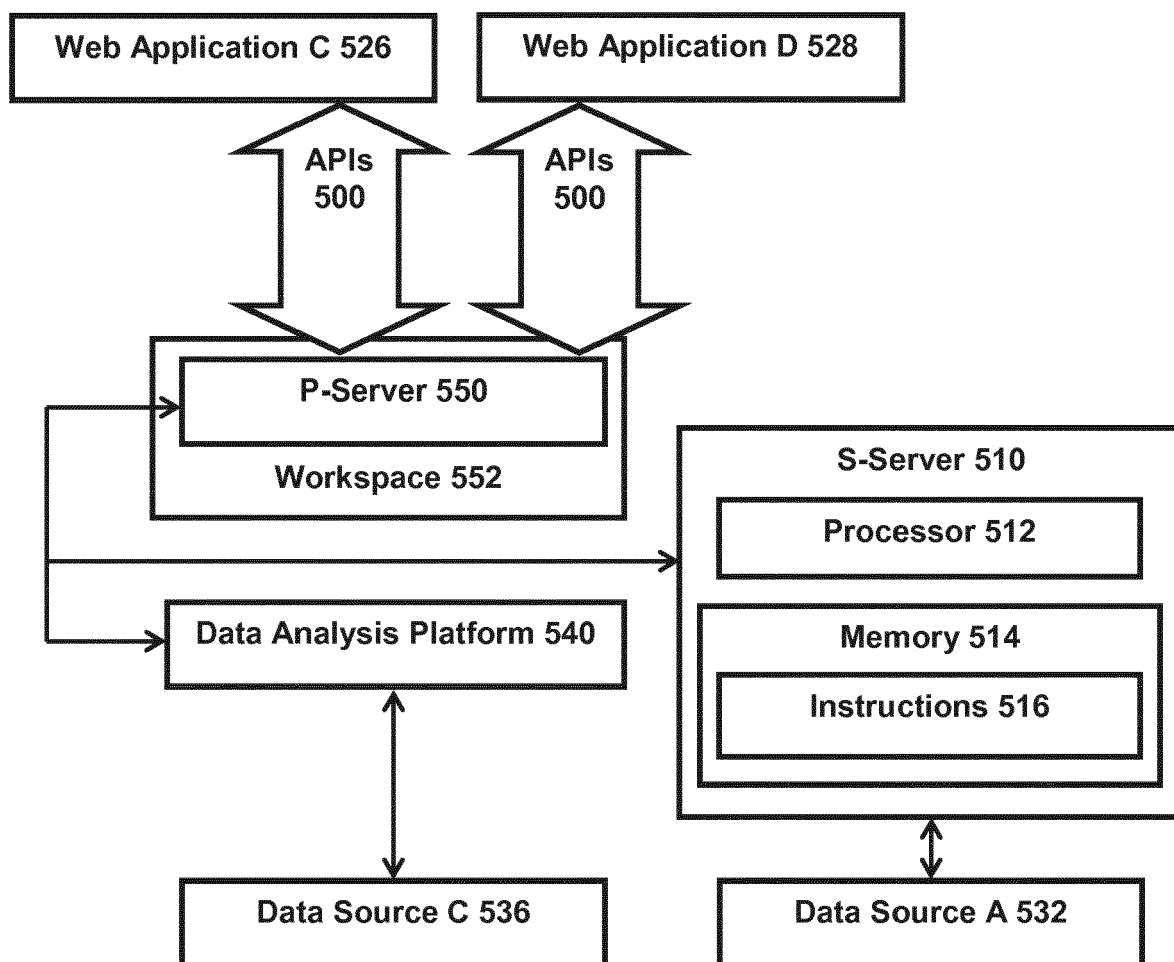 Web Application C 526
Web Application D 528
APIs
500
APIs
500
P-Server 550
Workspace 552
S-Server 510
Processor 512
Data Analysis Platform 540
Memory 514
Instructions 516
Data Source C 536
Data Source A 532